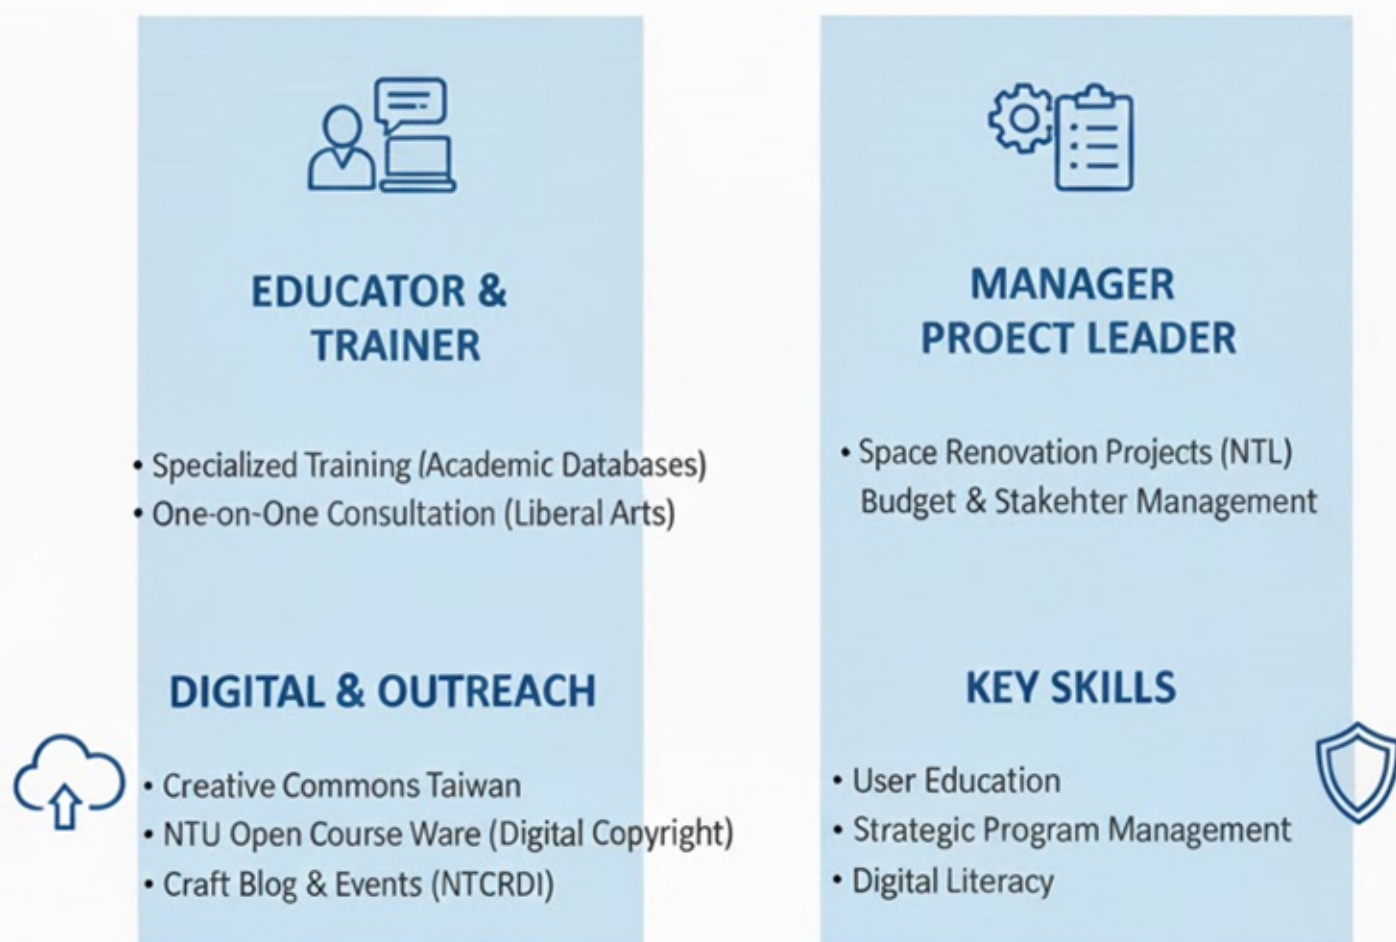 EDUCATOR &
TRAINER
• Specialized Training (Academic Databases)
• One-on-One Consultation (Liberal Arts)
DIGITAL & OUTREACH
• Creative Commons Taiwan
• NTU Open Course Ware (Digital Copyright)
• Craft Blog & Events (NTCRDI)
MANAGER
PROECT LEADER
• Space Renovation Projects (NTL)
Budget & Stakehter Management
KEY SKILLS
• User Education
• Strategic Program Management
• Digital Literacy